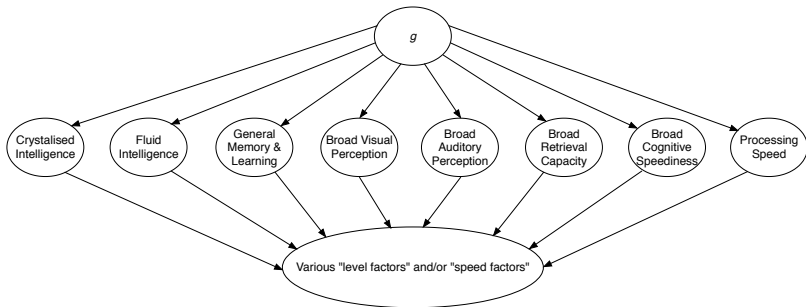 g
Crystalised
Intelligence
Fluid
Intelligence
General
Memory &
Learning
Broad Visual
Perception
Broad
Auditory
Perception
Broad
Retrieval
Capacity
Broad
Cognitive
Speediness
Processing
Speed
Various "level factors" and/or "speed factors"